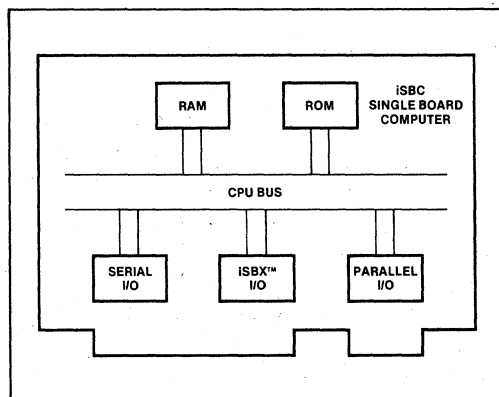 RAM
ROM
iSBC
SINGLE BOARD
COMPUTER
CPU BUS
SERIAL
I/O
iSBX™
I/O
PARALLEL
I/O